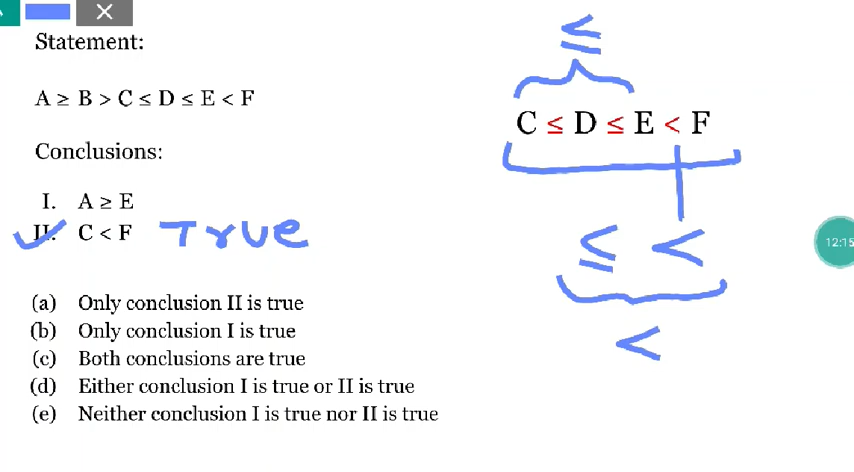 Statement:
A ≥ B > C ≤ D ≤ E < F
Conclusions:
I. A ≥ E
II. C < F True
(a) Only conclusion II is true
(b) Only conclusion I is true
(c) Both conclusions are true
(d) Either conclusion I is true or II is true
(e) Neither conclusion I is true nor II is true
≤
C ≤ D ≤ E < F
≤ <
<
12:15